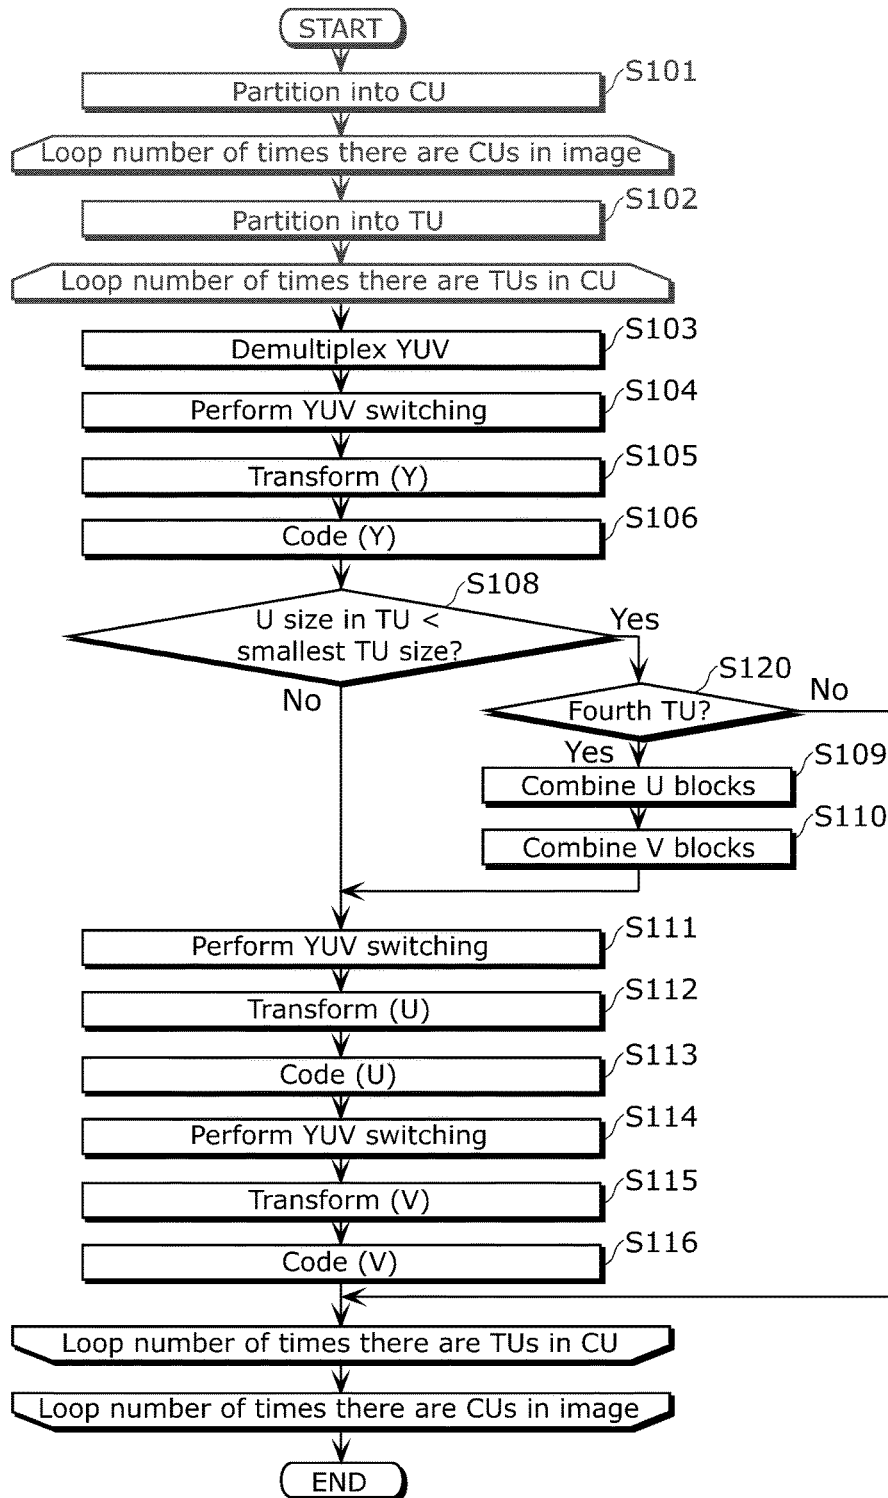 START
S101
Partition into CU
Loop number of times there are CUs in image
S102
Partition into TU
Loop number of times there are TUs in CU
S103
Demultiplex YUV
S104
Perform YUV switching
S105
Transform (Y)
S106
Code (Y)
S108
U size in TU <
smallest TU size?
Yes
No
S120
Fourth TU?
No
Yes
S109
Combine U blocks
S110
Combine V blocks
S111
Perform YUV switching
S112
Transform (U)
S113
Code (U)
S114
Perform YUV switching
S115
Transform (V)
S116
Code (V)
Loop number of times there are TUs in CU
Loop number of times there are CUs in image
END